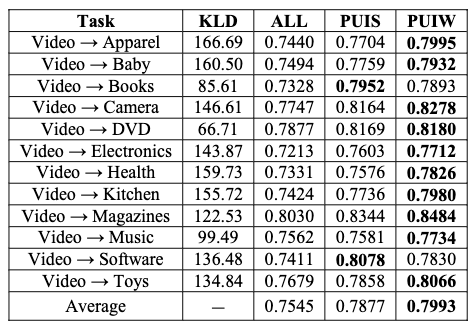 Task KLD ALL PUIS PUIW
Video → Apparel 166.69 0.7440 0.7704 0.7995
Video → Baby 160.50 0.7494 0.7759 0.7932
Video → Books 85.61 0.7328 0.7952 0.7893
Video → Camera 146.61 0.7747 0.8164 0.8278
Video → DVD 66.71 0.7877 0.8169 0.8180
Video → Electronics 143.87 0.7213 0.7603 0.7712
Video → Health 159.73 0.7331 0.7576 0.7826
Video → Kitchen 155.72 0.7424 0.7736 0.7980
Video → Magazines 122.53 0.8030 0.8344 0.8484
Video → Music 99.49 0.7562 0.7581 0.7734
Video → Software 136.48 0.7411 0.8078 0.7830
Video → Toys 134.84 0.7679 0.7858 0.8066
Average — 0.7545 0.7877 0.7993